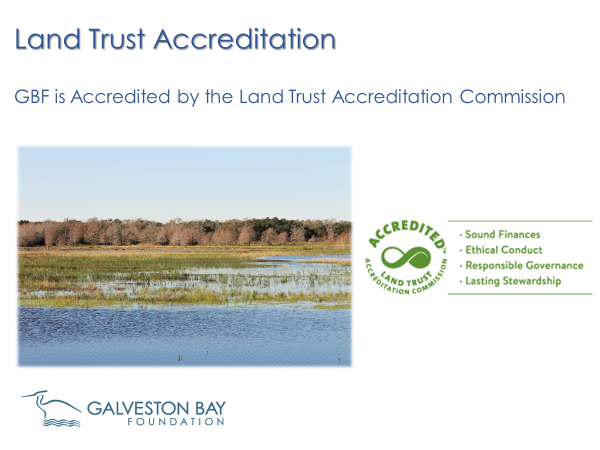 Land Trust Accreditation
GBF is Accredited by the Land Trust Accreditation Commission
ACCREDITED™
LAND TRUST
ACCREDITATION COMMISSION
· Sound Finances
· Ethical Conduct
· Responsible Governance
· Lasting Stewardship
GALVESTON BAY
FOUNDATION